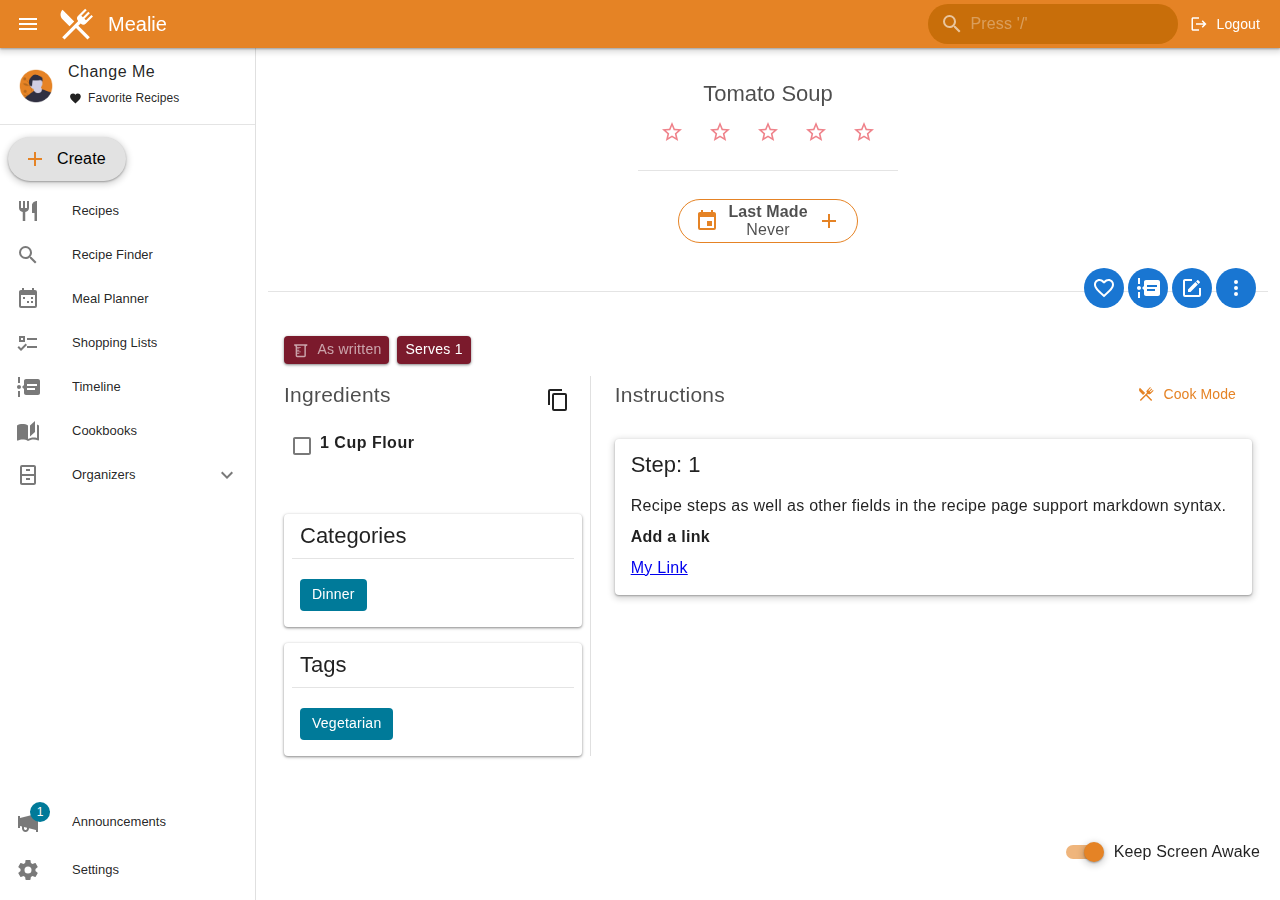 Mealie
Press '/'
Logout
Change Me
Favorite Recipes
Create
Recipes
Recipe Finder
Meal Planner
Shopping Lists
Timeline
Cookbooks
Organizers
1
Announcements
Settings
Tomato Soup
Last Made
Never
As written
Serves 1
Ingredients
1 Cup Flour
Categories
Dinner
Tags
Vegetarian
Instructions
Cook Mode
Step: 1
Recipe steps as well as other fields in the recipe page support markdown syntax.
Add a link
My Link
Keep Screen Awake